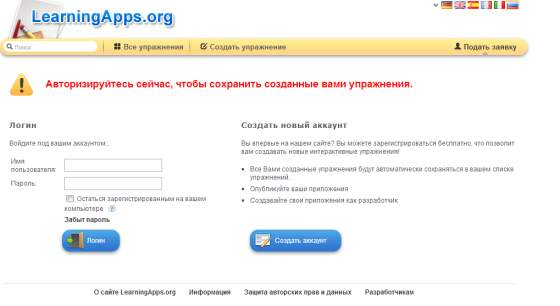 LearningApps.org
Поиск
Все упражнения
Создать упражнение
Подать заявку
Авторизируйтесь сейчас, чтобы сохранить созданные вами упражнения.
Логин
Войдите под вашим аккаунтом.:
Имя
пользователя:
Пароль:
Остаться зарегистрированным на вашем
компьютере
Забыт пароль
Логин
Создать новый аккаунт
Вы впервые на нашем сайте? Вы можете зарегистрироваться бесплатно, что позволит
вам создавать новые интерактивные упражнения!
Все Вами созданные упражнения будут автоматически сохраняться в вашем списке
упражнений.
Опубликуйте ваши приложения
Создавайте свои приложения как разработчик
Создать аккаунт
О сайте LearningApps.org Информация Защита авторских прав и данных Разработчикам